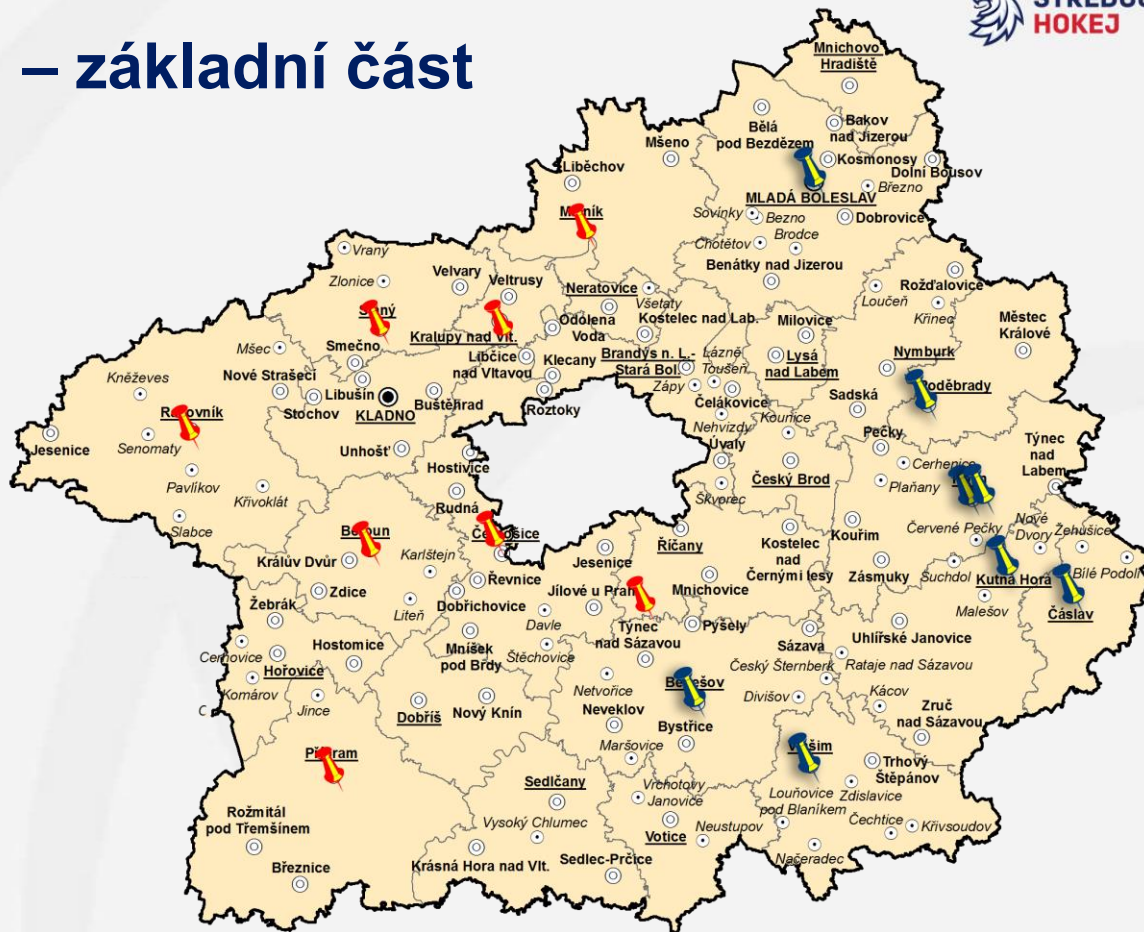 HOKEJ
– základní část
Mnichovo
Hradiště
Bělá
pod Bezdězem
Bakov
nad Jizerou
Mšeno
Kosmonosy
Liběchov
Dolní Bousov
Březno
MLADÁ BOLESLAV
Sovínky
Bezno
Dobrovice
Brodce
Chotětov
Vraný
Benátky nad Jizerou
Velvary
Veltrusy
Zlonice
Neratovice
Rožďalovice
Loučeň
Všetaty
Křinec
Odolena
Voda
Kostelec nad Lab.
Milovice
Městec
Králové
Kralupy nad Vlt.
Mšec
Smečno
Libčice
nad Vltavou
Klecany
Brandýs n. L.-
Stará Bol.
Lázně
Toušeň
Lysá
nad Labem
Nymburk
Kněževes
Nové Strašecí
Libušín
Zápy
Poděbrady
Stochov
KLADNO
Buštěhrad
Roztoky
Čelákovice
Sadská
Kounice
Nehvizdy
Jesenice
Senomaty
Unhošť
Hostivice
Úvaly
Pečky
Týnec
nad
Labem
Cerhenice
Pavlíkov
Křivoklát
Škvorec
Český Brod
Plaňany
Rudná
Slabce
Nové
Dvory
Žehušice
Červené Pečky
Říčany
Kouřim
Králův Dvůr
Karlštejn
Jesenice
Kostelec
nad
Černými lesy
Řevnice
Zásmuky
Suchdol
Kutná Hora
Bílé Podolí
Zdice
Dobřichovice
Mnichovice
Žebrák
Liteň
Davle
Malešov
Čáslav
Týnec
nad Sázavou
Pyšely
Hostomice
Mníšek
pod Brdy
Štěchovice
Sázava
Uhlířské Janovice
Hořovice
Český Šternberk
Rataje nad Sázavou
Komárov
Netvořice
Divišov
Kácov
Jince
Dobříš
Nový Knín
Neveklov
Zruč
nad Sázavou
Bystřice
Maršovice
Trhový
Štěpánov
Sedlčany
Vrchotovy
Janovice
Louňovice
pod Blaníkem
Zdislavice
Rožmitál
pod Třemšínem
Vysoký Chlumec
Votice
Neustupov
Čechtice
Křivsoudov
Krásná Hora nad Vlt.
Sedlec-Prčice
Načeradec
Březnice